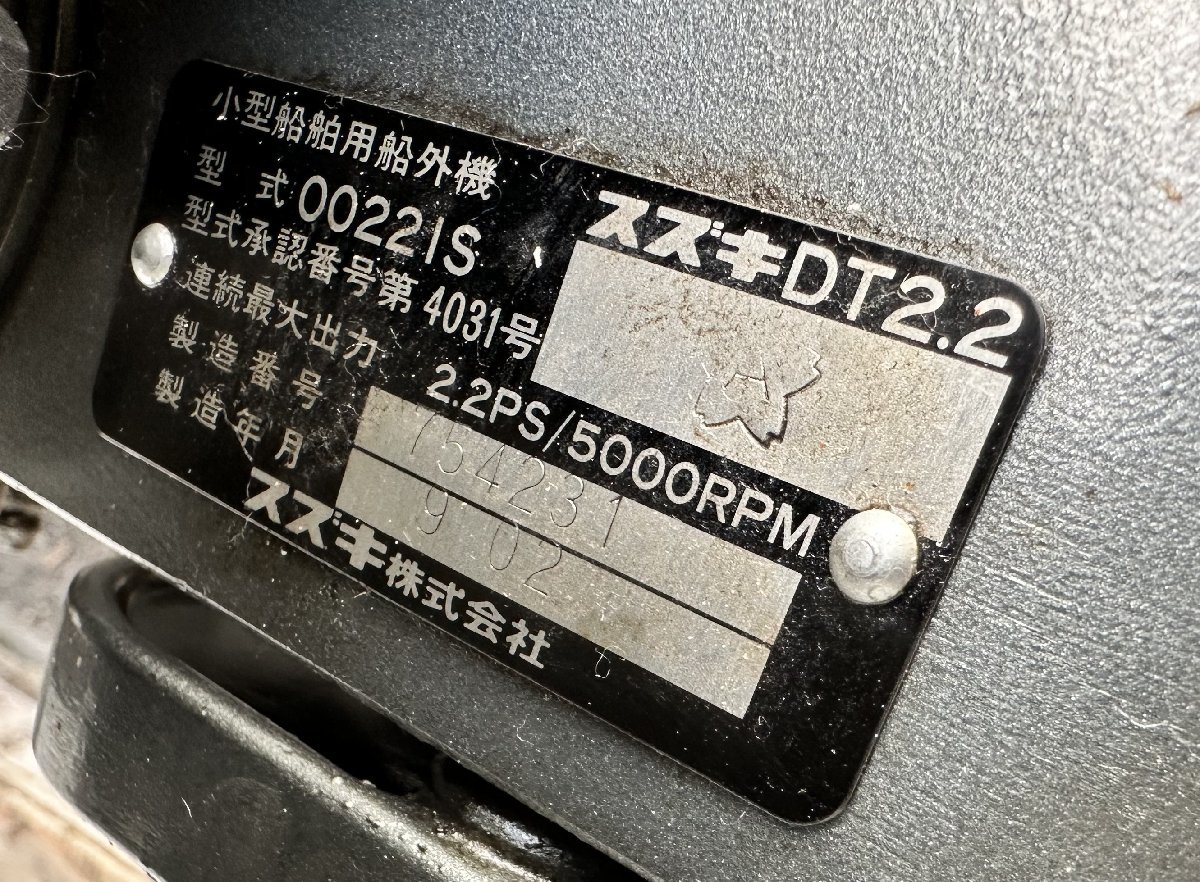 小型船舶用船外機
型式 00221S
型式承認番号第4031号
連続最大出力 2.2PS/5000RPM
製造番号 754231
製造年月 9 02
スズキ株式会社
スズキDT2.2